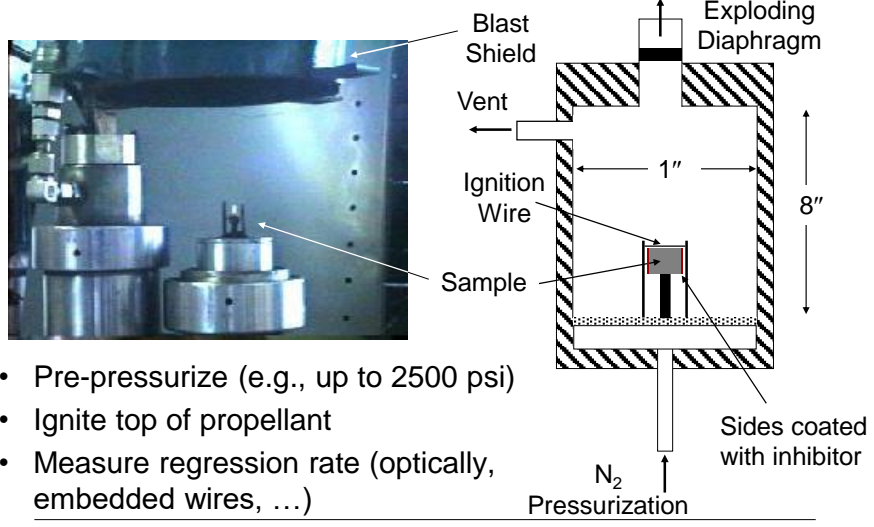 Blast
Shield
Exploding
Diaphragm
Vent
1″
Ignition
Wire
8″
Sample
• Pre-pressurize (e.g., up to 2500 psi)
• Ignite top of propellant
• Measure regression rate (optically,
embedded wires, …)
Sides coated
with inhibitor
N₂
Pressurization